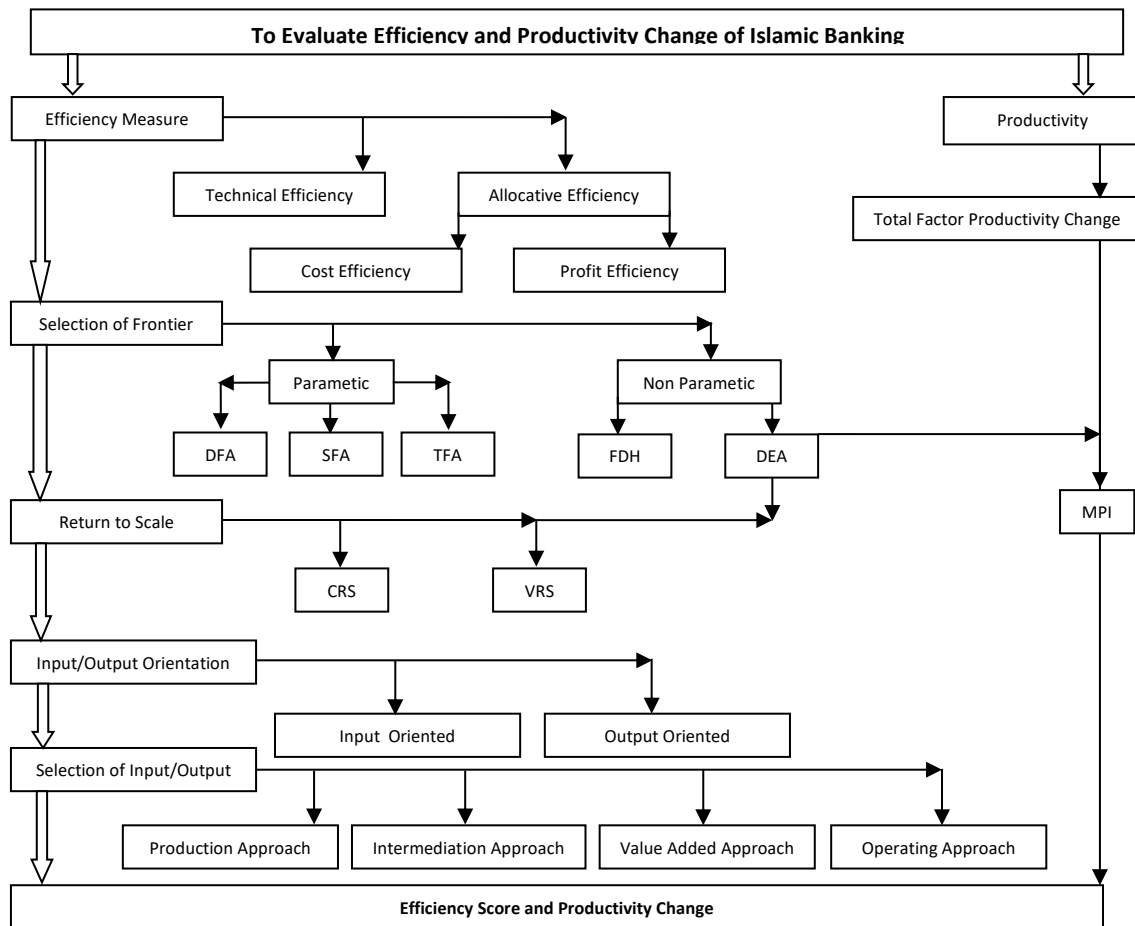 To Evaluate Efficiency and Productivity Change of Islamic Banking
Efficiency Measure
Productivity
Technical Efficiency
Allocative Efficiency
Total Factor Productivity Change
Cost Efficiency
Profit Efficiency
Selection of Frontier
Parametic
Non Parametic
DFA
SFA
TFA
FDH
DEA
Return to Scale
MPI
CRS
VRS
Input/Output Orientation
Input Oriented
Output Oriented
Selection of Input/Output
Production Approach
Intermediation Approach
Value Added Approach
Operating Approach
Efficiency Score and Productivity Change